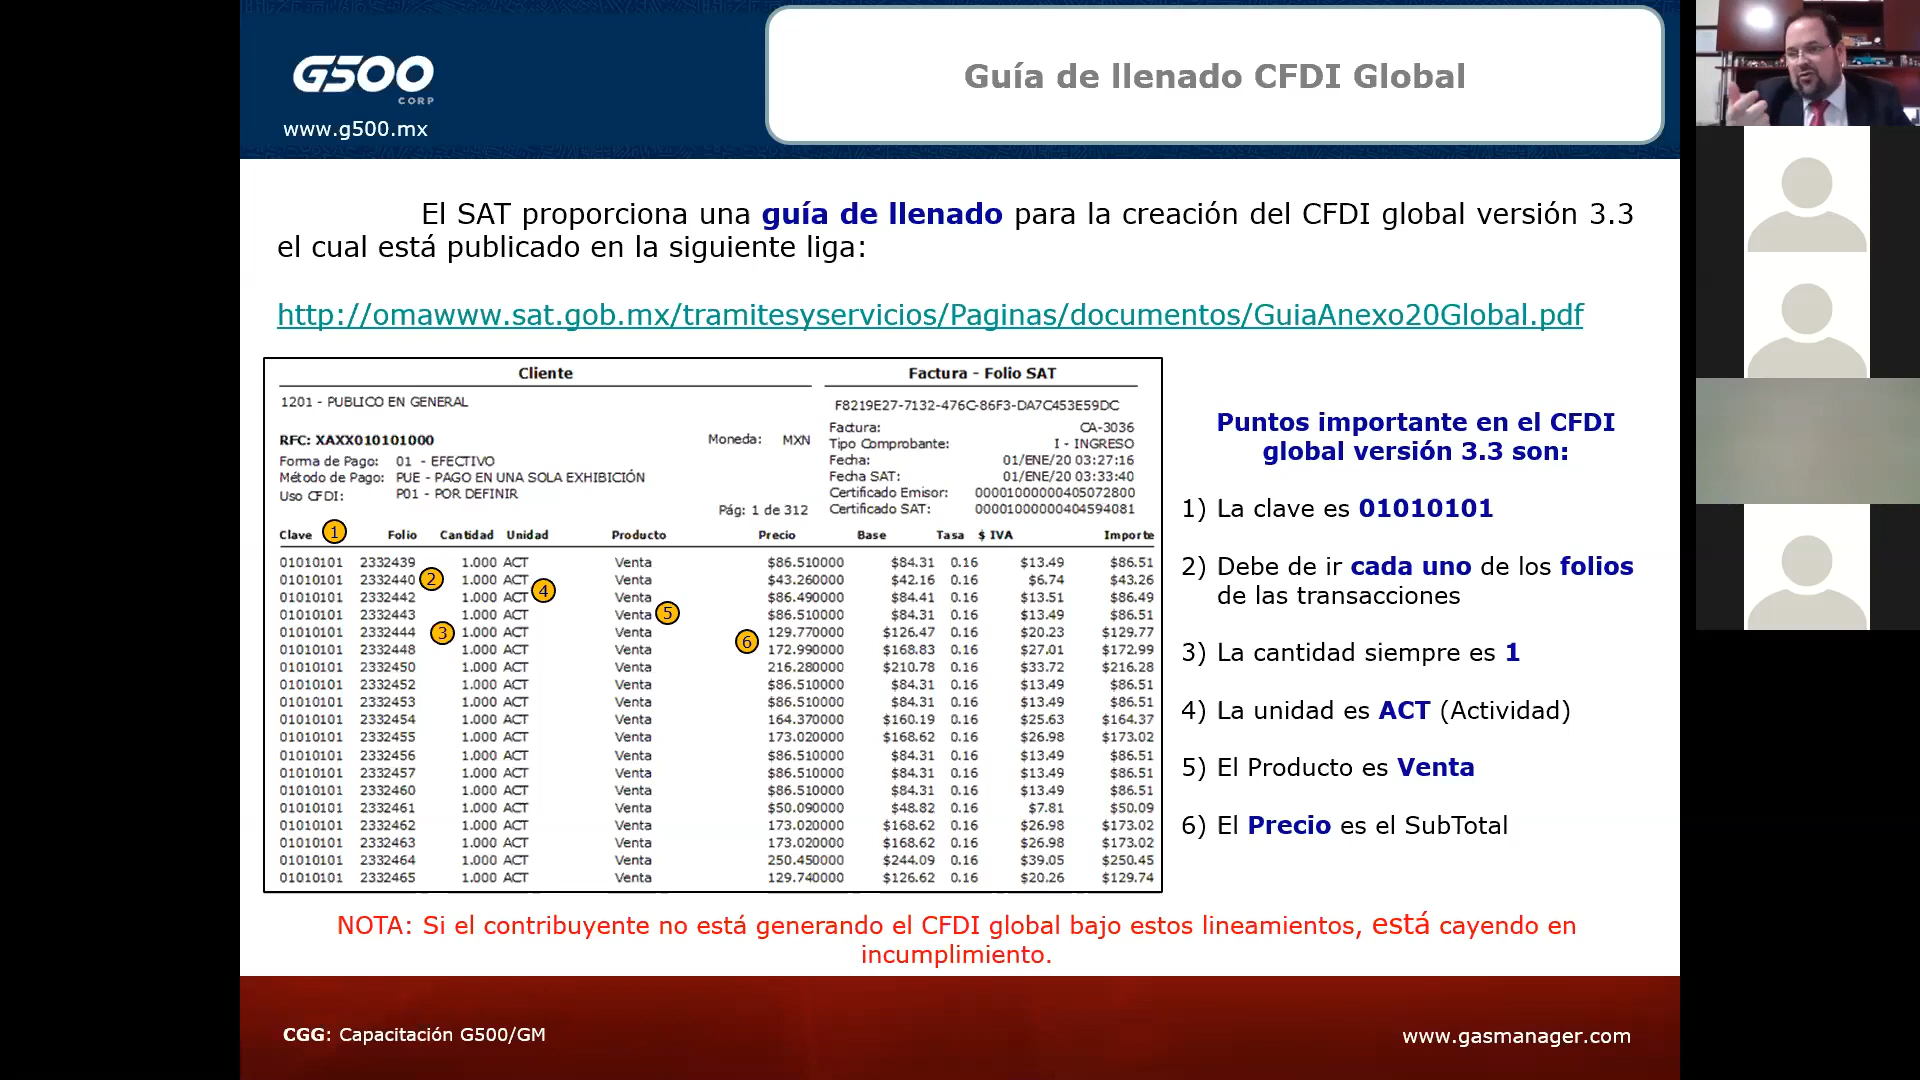 G500
CORP
www.g500.mx
Guía de llenado CFDI Global
El SAT proporciona una guía de llenado para la creación del CFDI global versión 3.3
el cual está publicado en la siguiente liga:
http://omawww.sat.gob.mx/tramitesyservicios/Paginas/documentos/GuiaAnexo20Global.pdf
Cliente
Factura - Folio SAT
1201 - PUBLICO EN GENERAL
F8219E27-7132-476C-86F3-DA7C453E59DC
RFC: XAXX010101000
Moneda: MXN
Forma de Pago: 01 - EFECTIVO
Método de Pago: PUE - PAGO EN UNA SOLA EXHIBICIÓN
Uso CFDI: P01 - POR DEFINIR
Pág: 1 de 312
Factura: CA-3036
Tipo Comprobante: I - INGRESO
Fecha: 01/ENE/20 03:27:16
Fecha SAT: 01/ENE/20 03:33:40
Certificado Emisor: 00001000000405072800
Certificado SAT: 00001000000404594081
Clave 1 Folio Cantidad Unidad Producto Precio Base Tasa $ IVA Importe
01010101 2332439 1.000 ACT Venta $86.510000 $84.31 0.16 $13.49 $86.51
01010101 2332440 2 1.000 ACT Venta $43.260000 $42.16 0.16 $6.74 $43.26
01010101 2332442 1.000 ACT 4 Venta $86.490000 $84.41 0.16 $13.51 $86.49
01010101 2332443 1.000 ACT Venta 5 $86.510000 $84.31 0.16 $13.49 $86.51
01010101 2332444 3 1.000 ACT Venta 6 129.770000 $126.47 0.16 $20.23 $129.77
01010101 2332448 1.000 ACT Venta 172.990000 $168.83 0.16 $27.01 $172.99
01010101 2332450 1.000 ACT Venta 216.280000 $210.78 0.16 $33.72 $216.28
01010101 2332452 1.000 ACT Venta $86.510000 $84.31 0.16 $13.49 $86.51
01010101 2332453 1.000 ACT Venta $86.510000 $84.31 0.16 $13.49 $86.51
01010101 2332454 1.000 ACT Venta 164.370000 $160.19 0.16 $25.63 $164.37
01010101 2332455 1.000 ACT Venta 173.020000 $168.62 0.16 $26.98 $173.02
01010101 2332456 1.000 ACT Venta $86.510000 $84.31 0.16 $13.49 $86.51
01010101 2332457 1.000 ACT Venta $86.510000 $84.31 0.16 $13.49 $86.51
01010101 2332460 1.000 ACT Venta $86.510000 $84.31 0.16 $13.49 $86.51
01010101 2332461 1.000 ACT Venta $50.090000 $48.82 0.16 $7.81 $50.09
01010101 2332462 1.000 ACT Venta 173.020000 $168.62 0.16 $26.98 $173.02
01010101 2332463 1.000 ACT Venta 173.020000 $168.62 0.16 $26.98 $173.02
01010101 2332464 1.000 ACT Venta 250.450000 $244.09 0.16 $39.05 $250.45
01010101 2332465 1.000 ACT Venta 129.740000 $126.62 0.16 $20.26 $129.74
Puntos importante en el CFDI
global versión 3.3 son:
1) La clave es 01010101
2) Debe de ir cada uno de los folios
de las transacciones
3) La cantidad siempre es 1
4) La unidad es ACT (Actividad)
5) El Producto es Venta
6) El Precio es el SubTotal
NOTA: Si el contribuyente no está generando el CFDI global bajo estos lineamientos, está cayendo en
incumplimiento.
CGG: Capacitación G500/GM
www.gasmanager.com